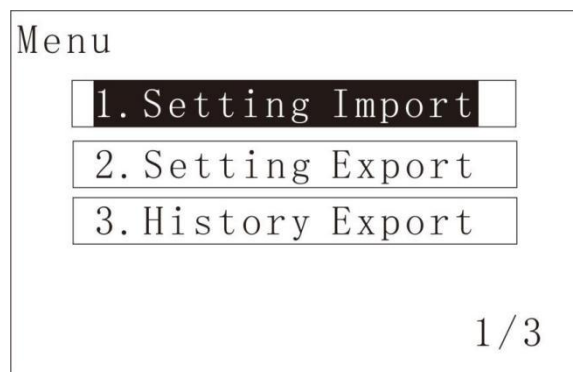 Menu
1.Setting Import
2.Setting Export
3.History Export
1/3